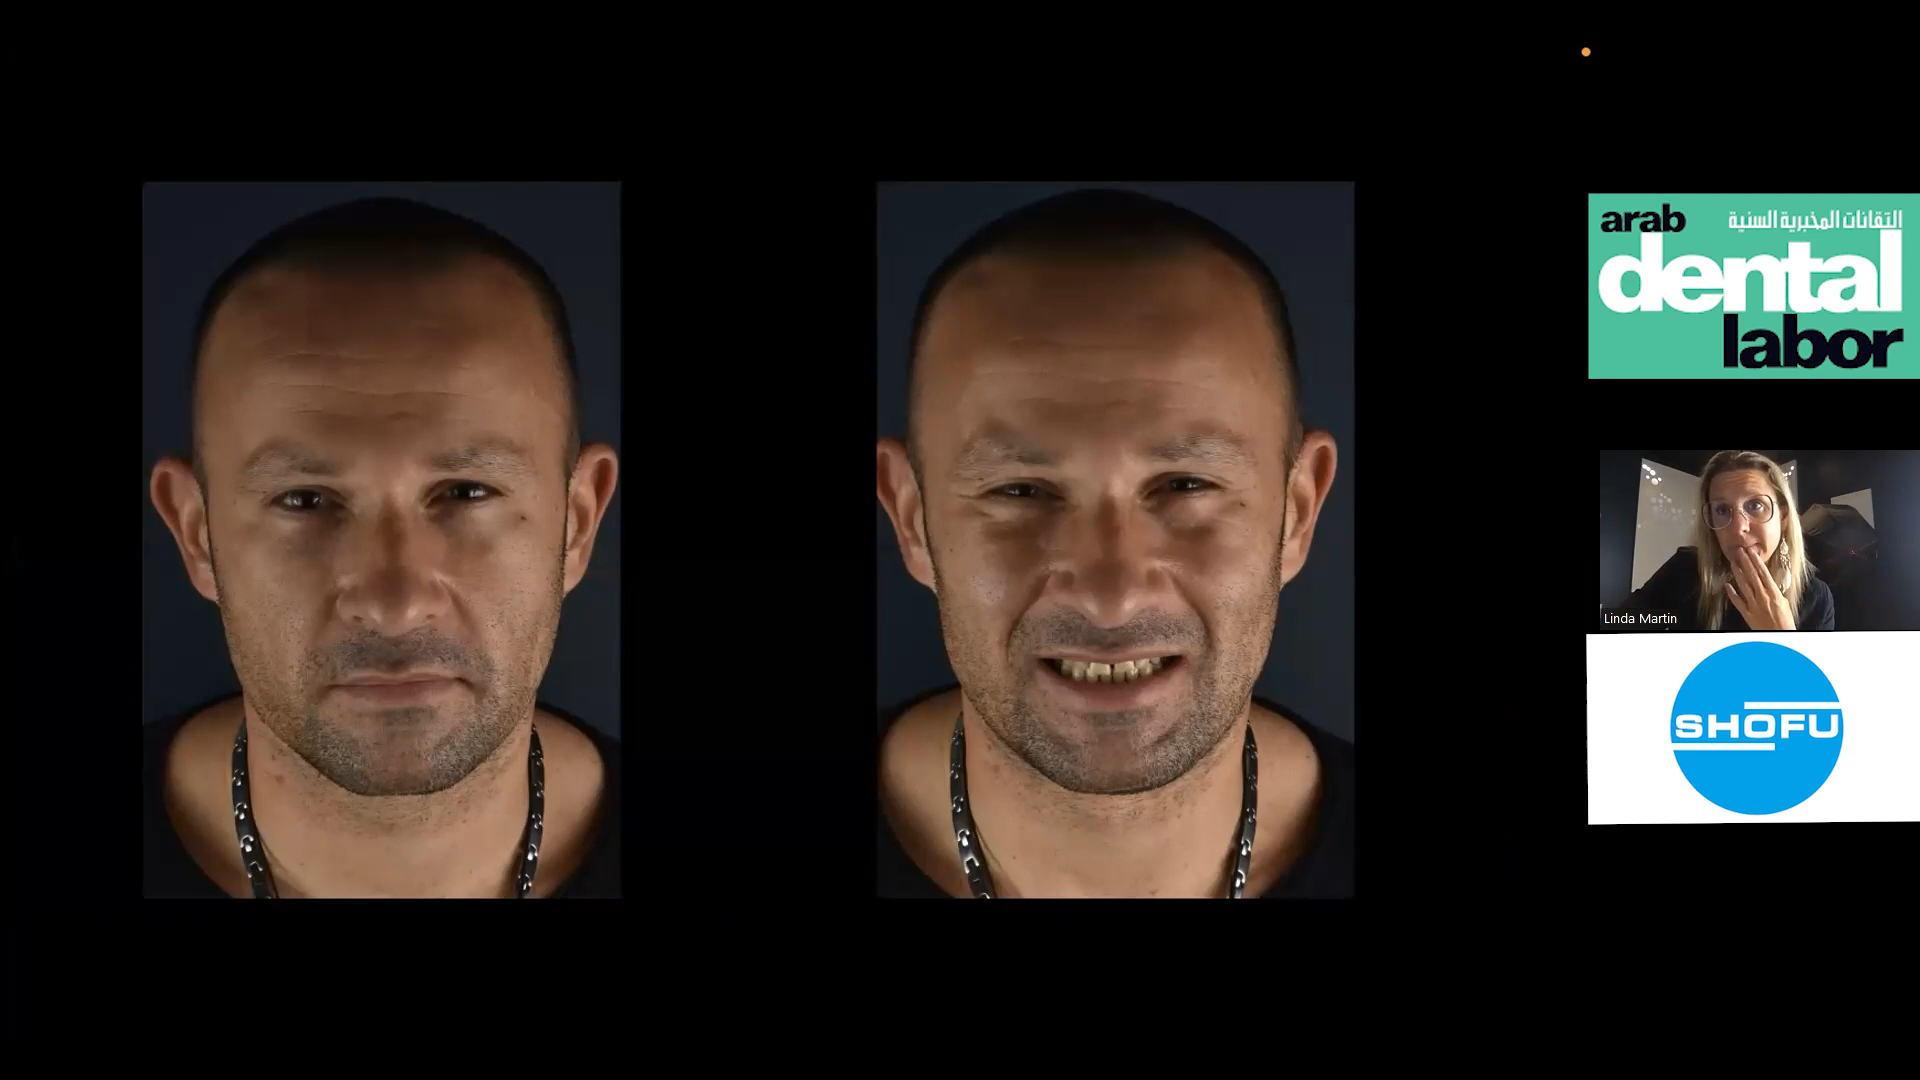 arab
التقانات المخبرية السنية
dental
labor
Linda Martin
SHOFU